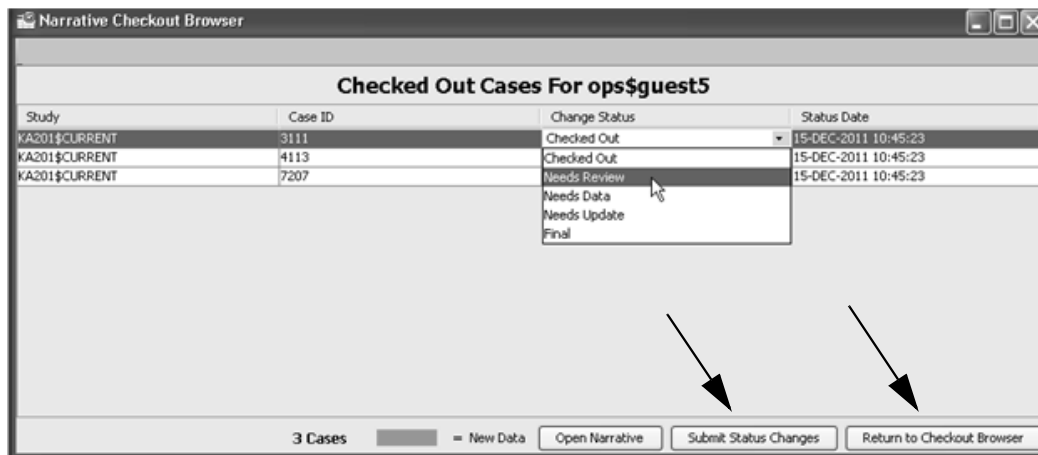 Narrative Checkout Browser
Checked Out Cases For ops$guest5
Study Case ID Change Status Status Date
KA201$CURRENT 3111 Checked Out 15-DEC-2011 10:45:23
KA201$CURRENT 4113 Checked Out 15-DEC-2011 10:45:23
KA201$CURRENT 7207 Needs Review 15-DEC-2011 10:45:23
Needs Data
Needs Update
Final
3 Cases = New Data Open Narrative Submit Status Changes Return to Checkout Browser